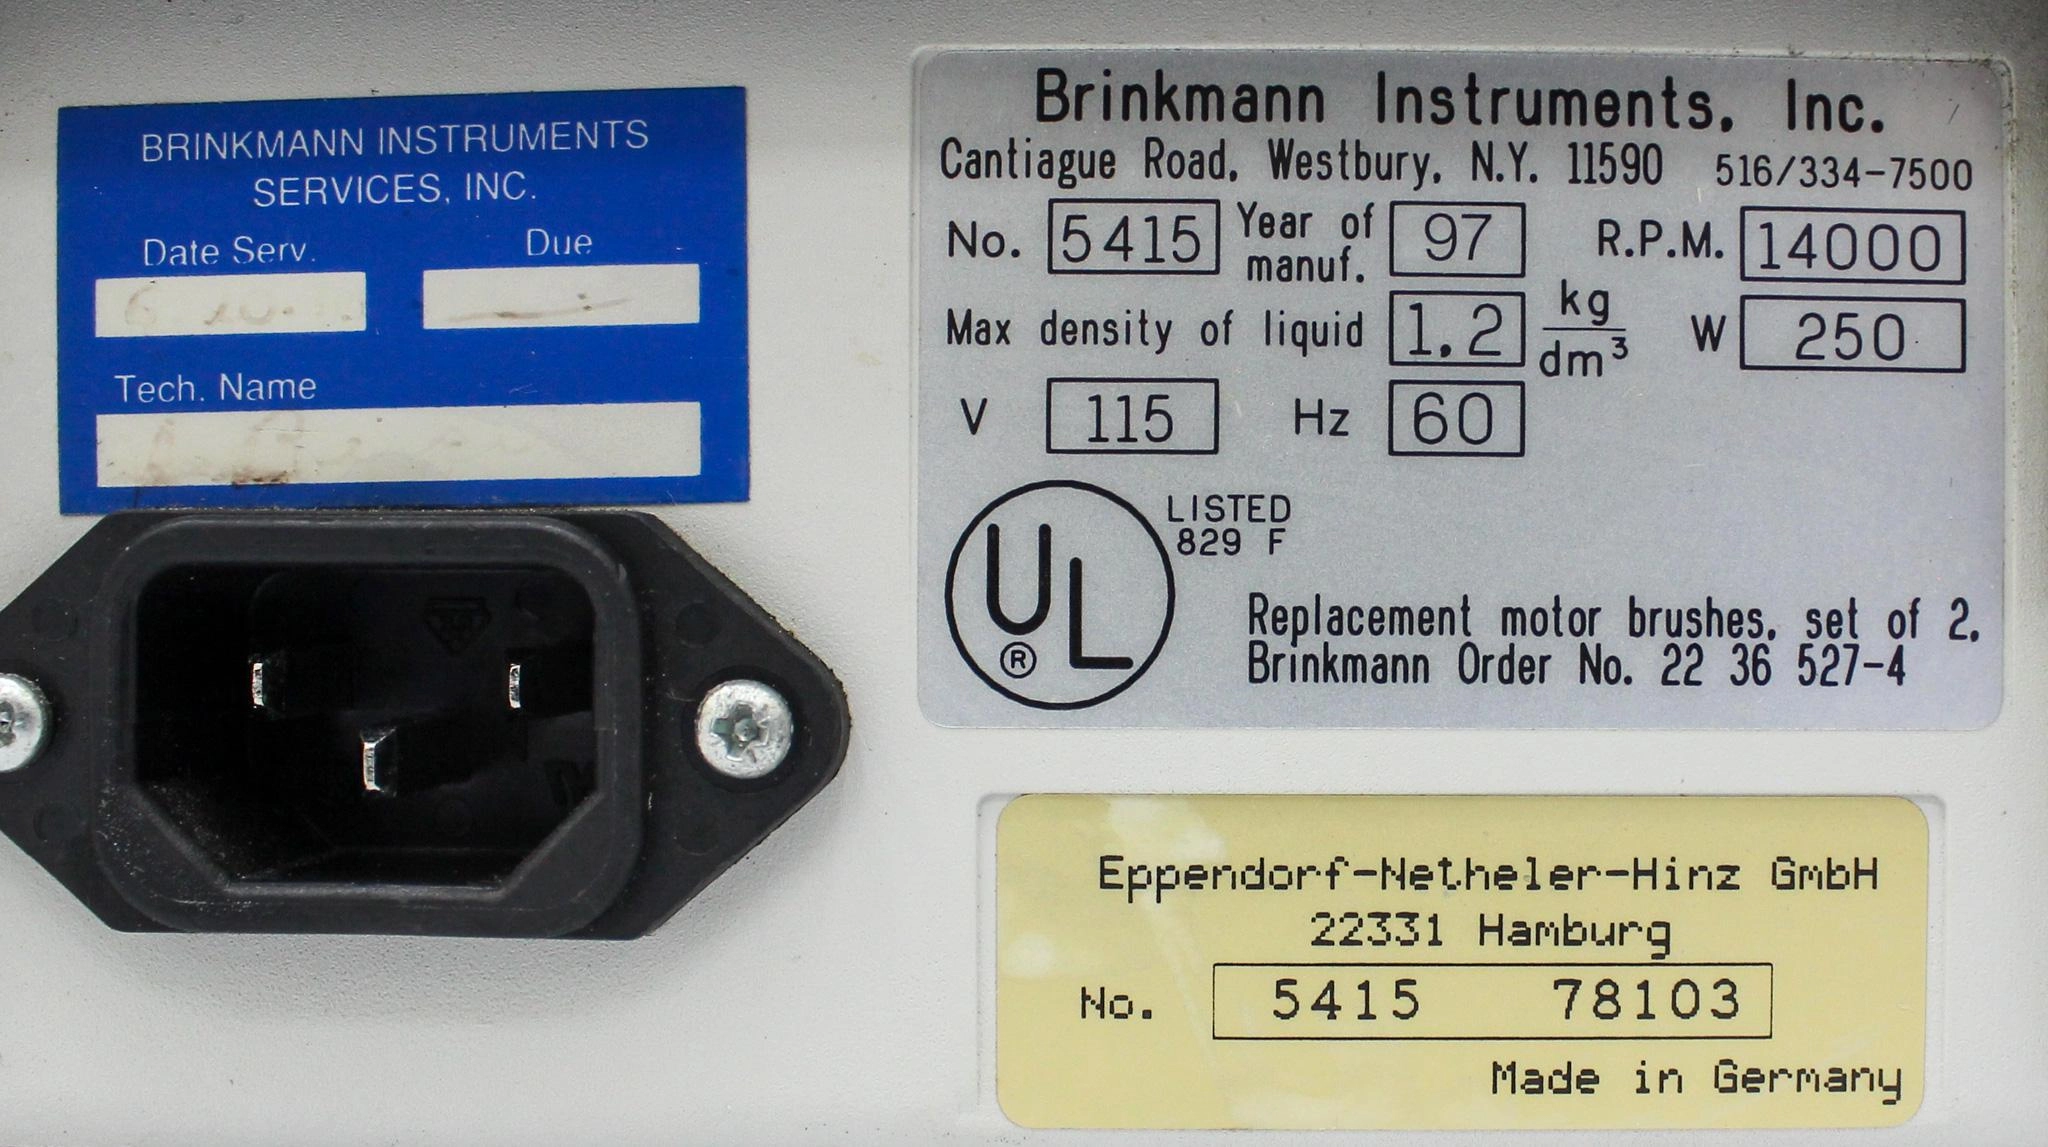 BRINKMANN INSTRUMENTS
SERVICES, INC.
Date Serv.
Due
Tech. Name
Brinkmann Instruments, Inc.
Cantiague Road, Westbury, N.Y. 11590 516/334-7500
No. 5415 Year of manuf. 97 R.P.M. 14000
Max density of liquid 1.2 kg/dm³ W 250
V 115 Hz 60
UL ® LISTED
829 F
Replacement motor brushes, set of 2,
Brinkmann Order No. 22 36 527-4
Eppendorf-Netheler-Hinz GmbH
22331 Hamburg
No. 5415 78103
Made in Germany